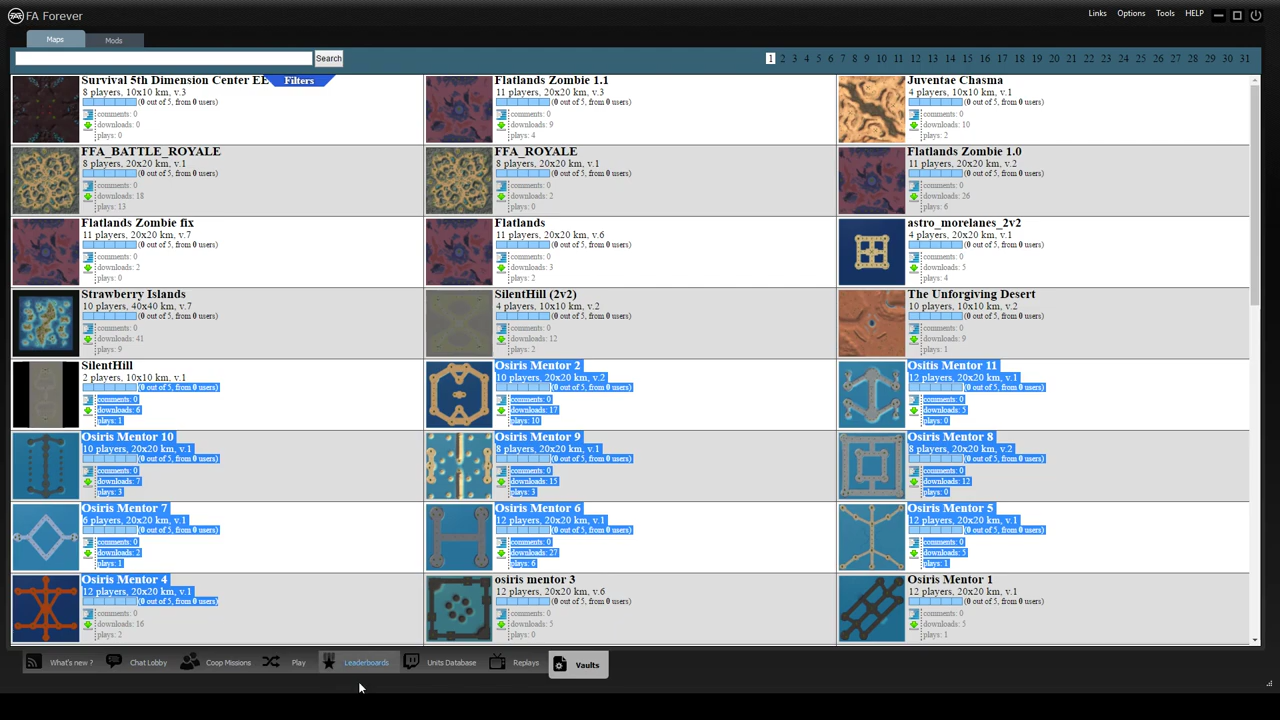 FA Forever
Links Options Tools HELP
Maps Mods
Search
1 2 3 4 5 6 7 8 9 10 11 12 13 14 15 16 17 18 19 20 21 22 23 24 25 26 27 28 29 30 31
Filters
Survival 5th Dimension Center EE
8 players, 10x10 km, v.3
(0 out of 5, from 0 users)
comments: 0
downloads: 0
plays: 0
Flatlands Zombie 1.1
11 players, 20x20 km, v.3
(0 out of 5, from 0 users)
comments: 0
downloads: 9
plays: 4
Juventae Chasma
4 players, 10x10 km, v.1
(0 out of 5, from 0 users)
comments: 0
downloads: 10
plays: 2
FFA_BATTLE_ROYALE
8 players, 20x20 km, v.1
(0 out of 5, from 0 users)
comments: 0
downloads: 18
plays: 13
FFA_ROYALE
8 players, 20x20 km, v.1
(0 out of 5, from 0 users)
comments: 0
downloads: 2
plays: 0
Flatlands Zombie 1.0
11 players, 20x20 km, v.2
(0 out of 5, from 0 users)
comments: 0
downloads: 26
plays: 6
Flatlands Zombie fix
11 players, 20x20 km, v.7
(0 out of 5, from 0 users)
comments: 0
downloads: 2
plays: 0
Flatlands
11 players, 20x20 km, v.6
(0 out of 5, from 0 users)
comments: 0
downloads: 3
plays: 2
astro_morelanes_2v2
4 players, 20x20 km, v.1
(0 out of 5, from 0 users)
comments: 0
downloads: 5
plays: 4
Strawberry Islands
10 players, 40x40 km, v.7
(0 out of 5, from 0 users)
comments: 0
downloads: 41
plays: 9
SilentHill (2v2)
4 players, 10x10 km, v.2
(0 out of 5, from 0 users)
comments: 0
downloads: 12
plays: 2
The Unforgiving Desert
10 players, 10x10 km, v.2
(0 out of 5, from 0 users)
comments: 0
downloads: 9
plays: 1
SilentHill
2 players, 10x10 km, v.1
(0 out of 5, from 0 users)
comments: 0
downloads: 6
plays: 1
Osiris Mentor 2
10 players, 20x20 km, v.2
(0 out of 5, from 0 users)
comments: 0
downloads: 17
plays: 10
Ositis Mentor 11
12 players, 20x20 km, v.1
(0 out of 5, from 0 users)
comments: 0
downloads: 5
plays: 0
Osiris Mentor 10
10 players, 20x20 km, v.1
(0 out of 5, from 0 users)
comments: 0
downloads: 7
plays: 3
Osiris Mentor 9
8 players, 20x20 km, v.1
(0 out of 5, from 0 users)
comments: 0
downloads: 15
plays: 3
Osiris Mentor 8
8 players, 20x20 km, v.2
(0 out of 5, from 0 users)
comments: 0
downloads: 12
plays: 0
Osiris Mentor 7
6 players, 20x20 km, v.1
(0 out of 5, from 0 users)
comments: 0
downloads: 2
plays: 1
Osiris Mentor 6
12 players, 20x20 km, v.1
(0 out of 5, from 0 users)
comments: 0
downloads: 27
plays: 6
Osiris Mentor 5
12 players, 20x20 km, v.1
(0 out of 5, from 0 users)
comments: 0
downloads: 5
plays: 1
Osiris Mentor 4
12 players, 20x20 km, v.1
(0 out of 5, from 0 users)
comments: 0
downloads: 16
plays: 2
osiris mentor 3
12 players, 20x20 km, v.6
(0 out of 5, from 0 users)
comments: 0
downloads: 5
plays: 0
Osiris Mentor 1
12 players, 20x20 km, v.1
(0 out of 5, from 0 users)
comments: 0
downloads: 5
plays: 1
What's new ? Chat Lobby Coop Missions Play Leaderboards Units Database Replays Vaults